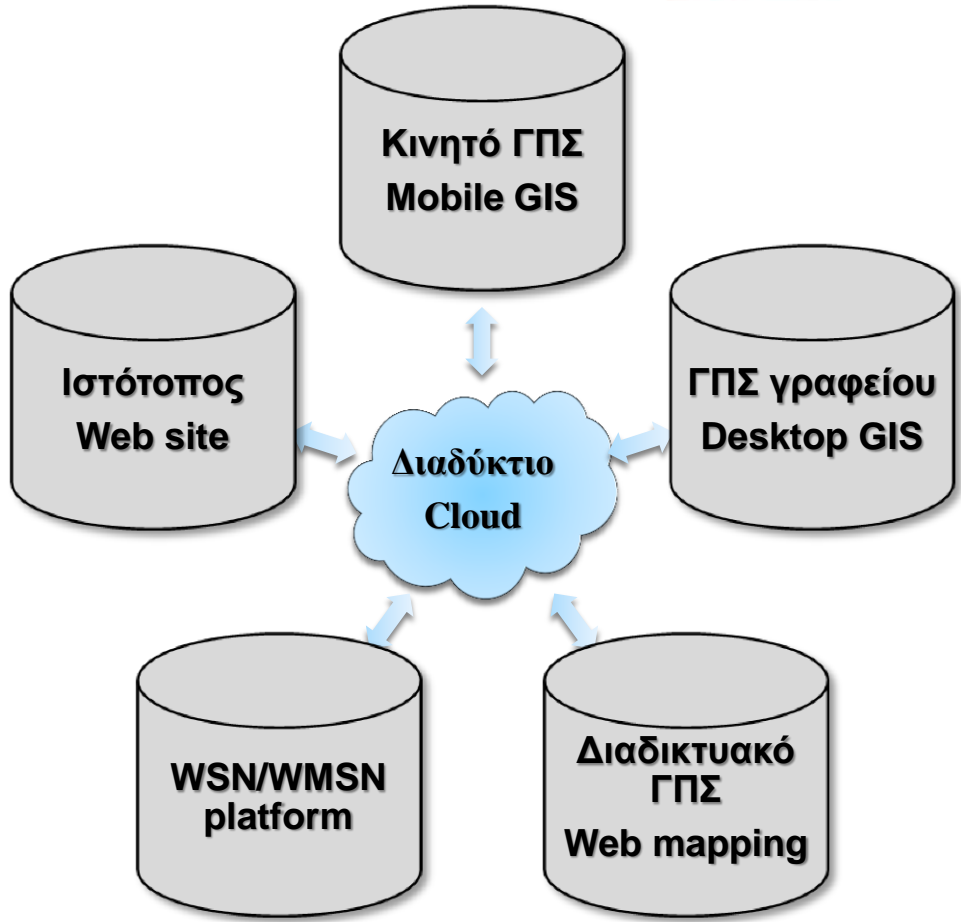 Κινητό ΓΠΣ
Mobile GIS
Ιστότοπος
Web site
ΓΠΣ γραφείου
Desktop GIS
Διαδύκτιο
Cloud
WSN/WMSN
platform
Διαδικτυακό
ΓΠΣ
Web mapping